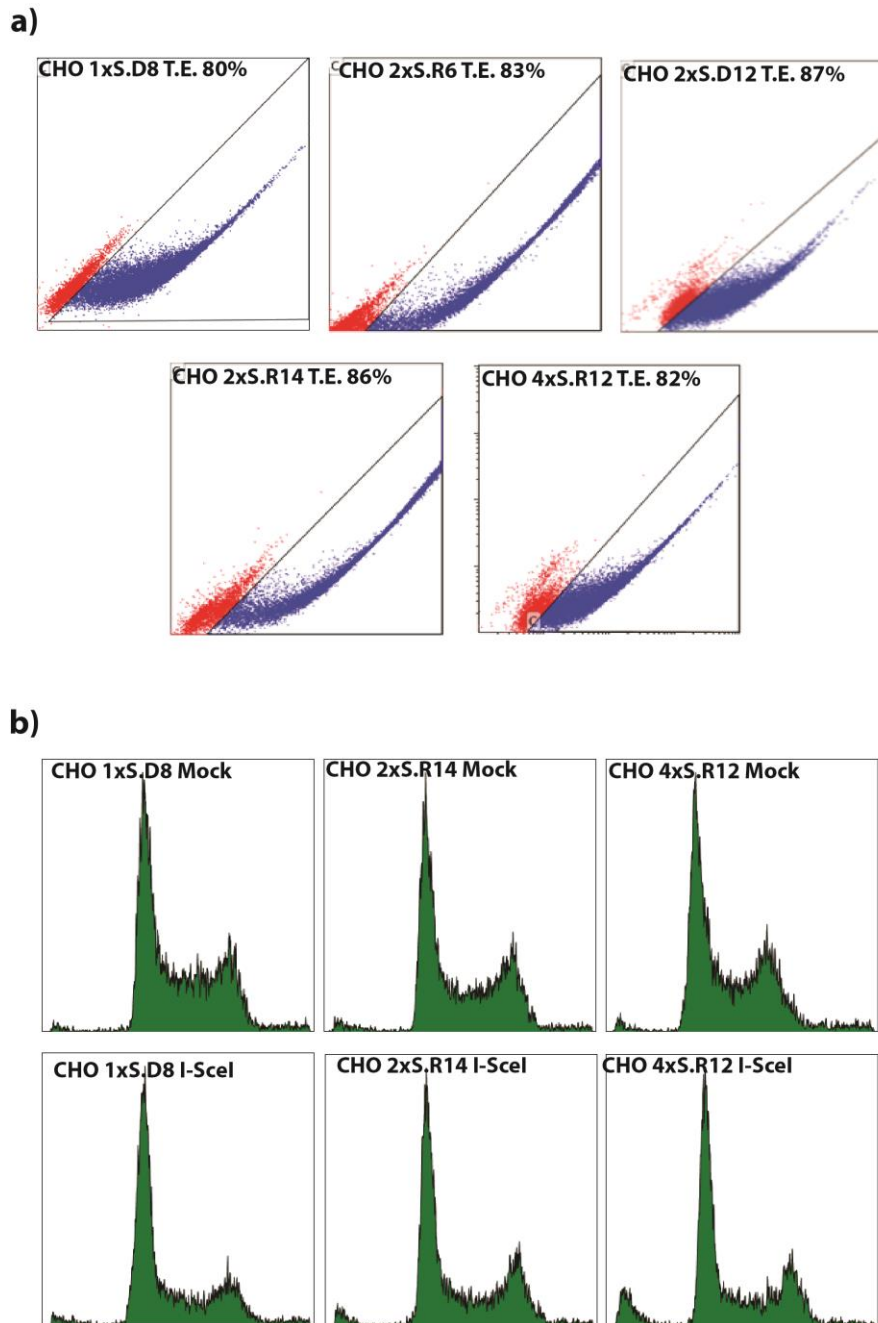 a)
CHO 1xS.D8 T.E. 80%
CHO 2xS.R6 T.E. 83%
CHO 2xS.D12 T.E. 87%
CHO 2xS.R14 T.E. 86%
CHO 4xS.R12 T.E. 82%
C
b)
CHO 1xS.D8 Mock
CHO 2xS.R14 Mock
CHO 4xS.R12 Mock
CHO 1xS.D8 I-SceI
CHO 2xS.R14 I-SceI
CHO 4xS.R12 I-SceI